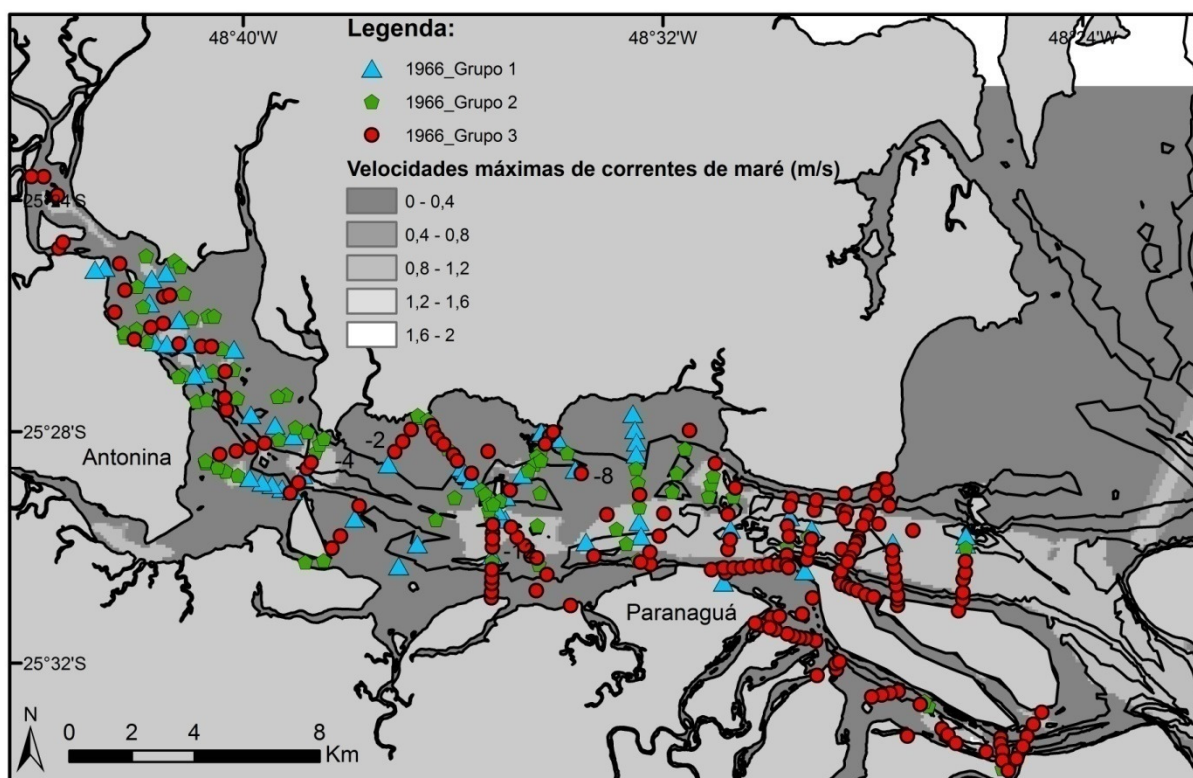 48°40'W
48°32'W
48°24'W
Legenda:
1966_Grupo 1
1966_Grupo 2
1966_Grupo 3
Velocidades máximas de correntes de maré (m/s)
0 - 0,4
0,4 - 0,8
0,8 - 1,2
1,2 - 1,6
1,6 - 2
25°24'S
25°28'S
Antonina
-2
-4
-8
Paranaguá
25°32'S
N
0 2 4 8
Km